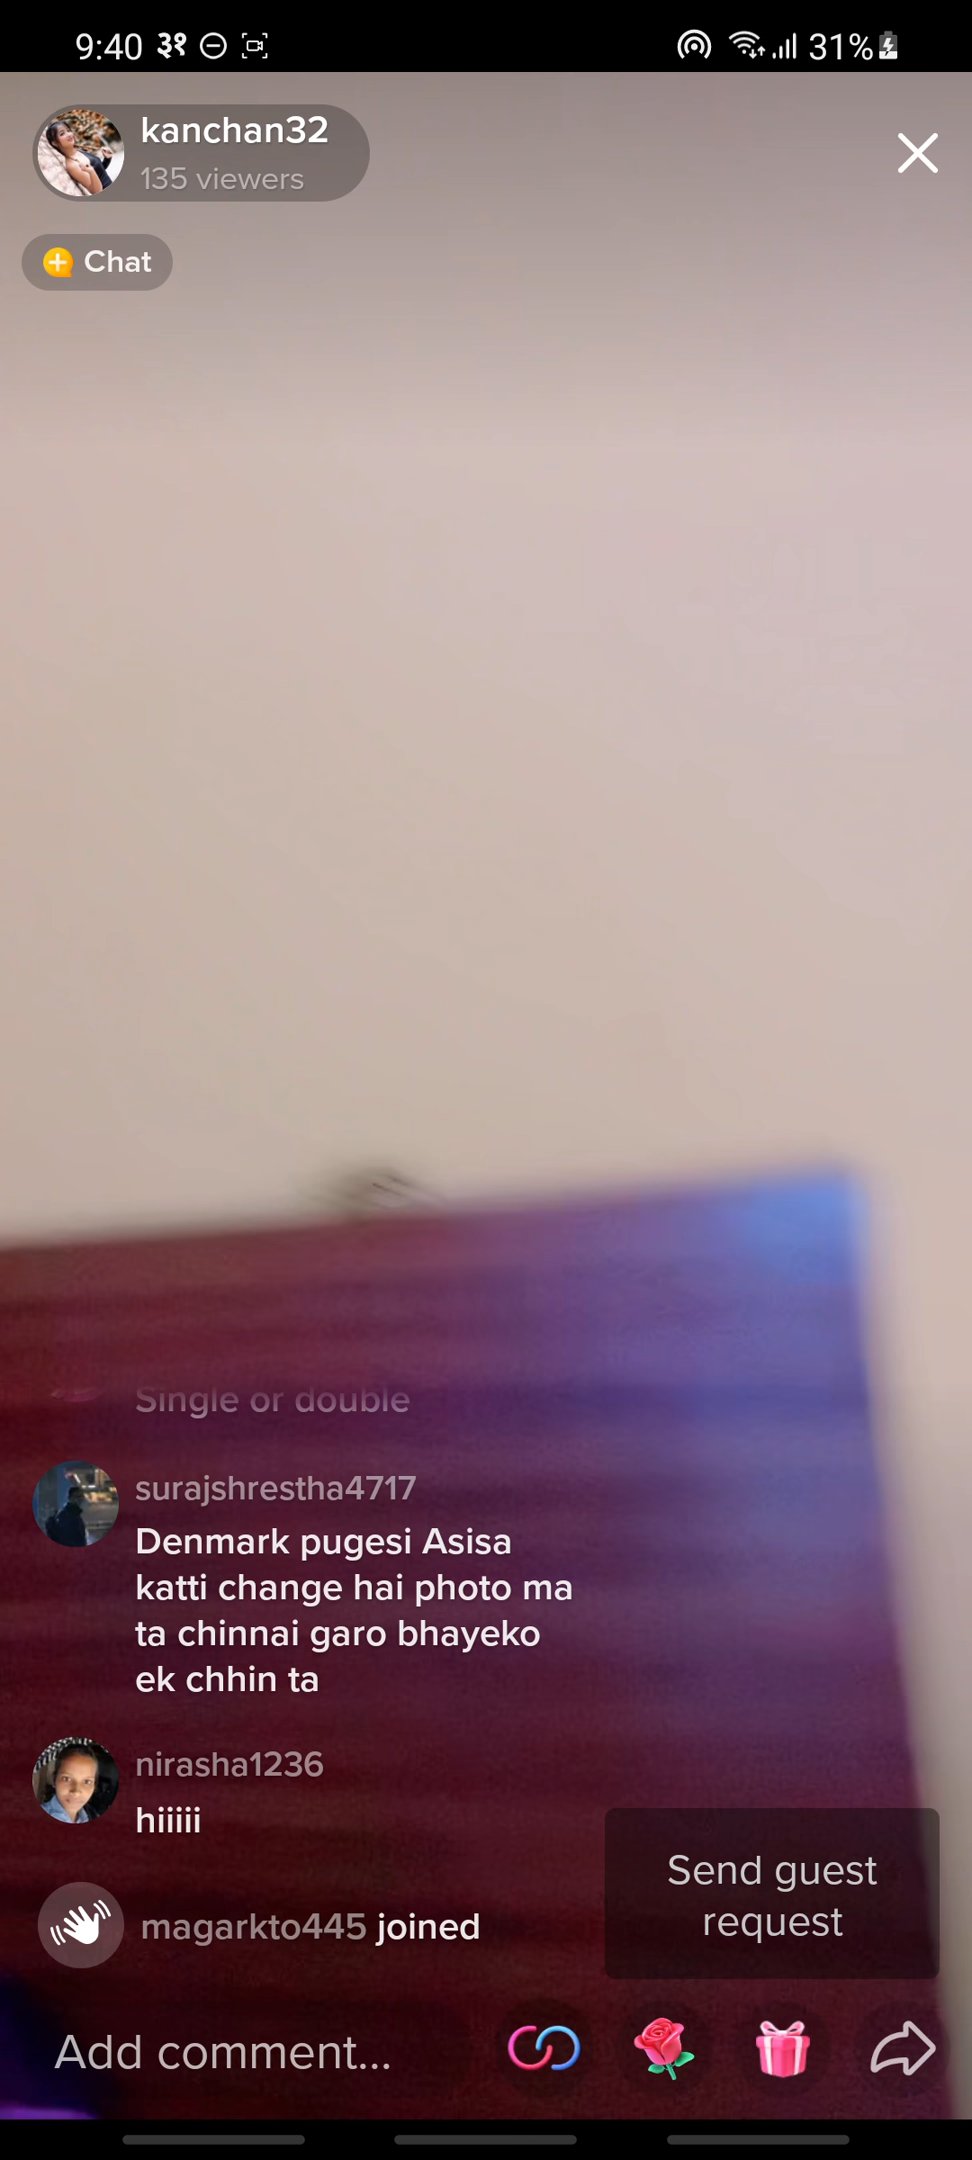 9:40 ३१
31%
kanchan32
135 viewers
Chat
Single or double
surajshrestha4717
Denmark pugesi Asisa
katti change hai photo ma
ta chinnai garo bhayeko
ek chhin ta
nirasha1236
hiiiii
Send guest
request
magarkto445 joined
Add comment...